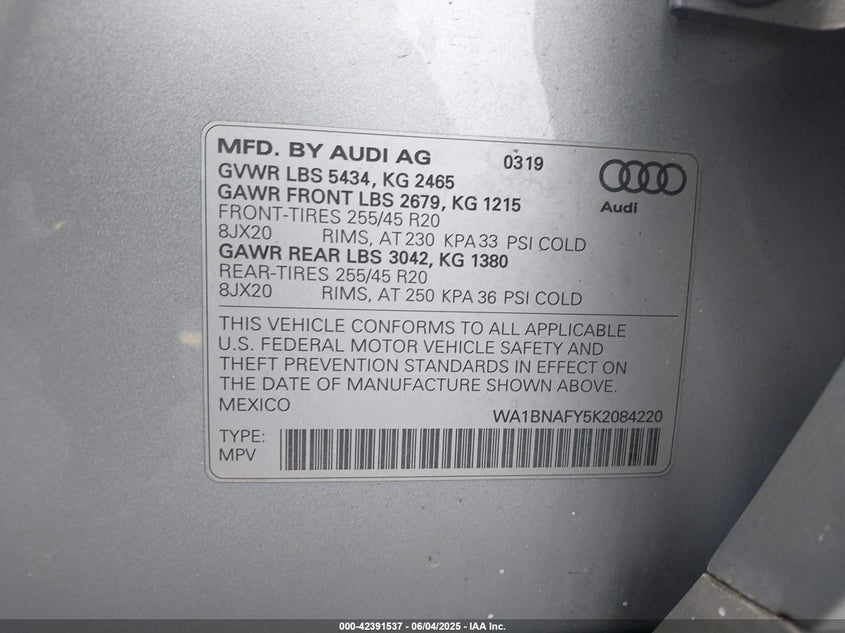 MFD. BY AUDI AG 0319
GVWR LBS 5434, KG 2465
GAWR FRONT LBS 2679, KG 1215
FRONT-TIRES 255/45 R20
8JX20 RIMS, AT 230 KPA 33 PSI COLD
GAWR REAR LBS 3042, KG 1380
REAR-TIRES 255/45 R20
8JX20 RIMS, AT 250 KPA 36 PSI COLD
Audi
THIS VEHICLE CONFORMS TO ALL APPLICABLE
U.S. FEDERAL MOTOR VEHICLE SAFETY AND
THEFT PREVENTION STANDARDS IN EFFECT ON
THE DATE OF MANUFACTURE SHOWN ABOVE.
MEXICO
WA1BNAFY5K2084220
TYPE:
MPV
000-42391537 - 06/04/2025 - IAA Inc.